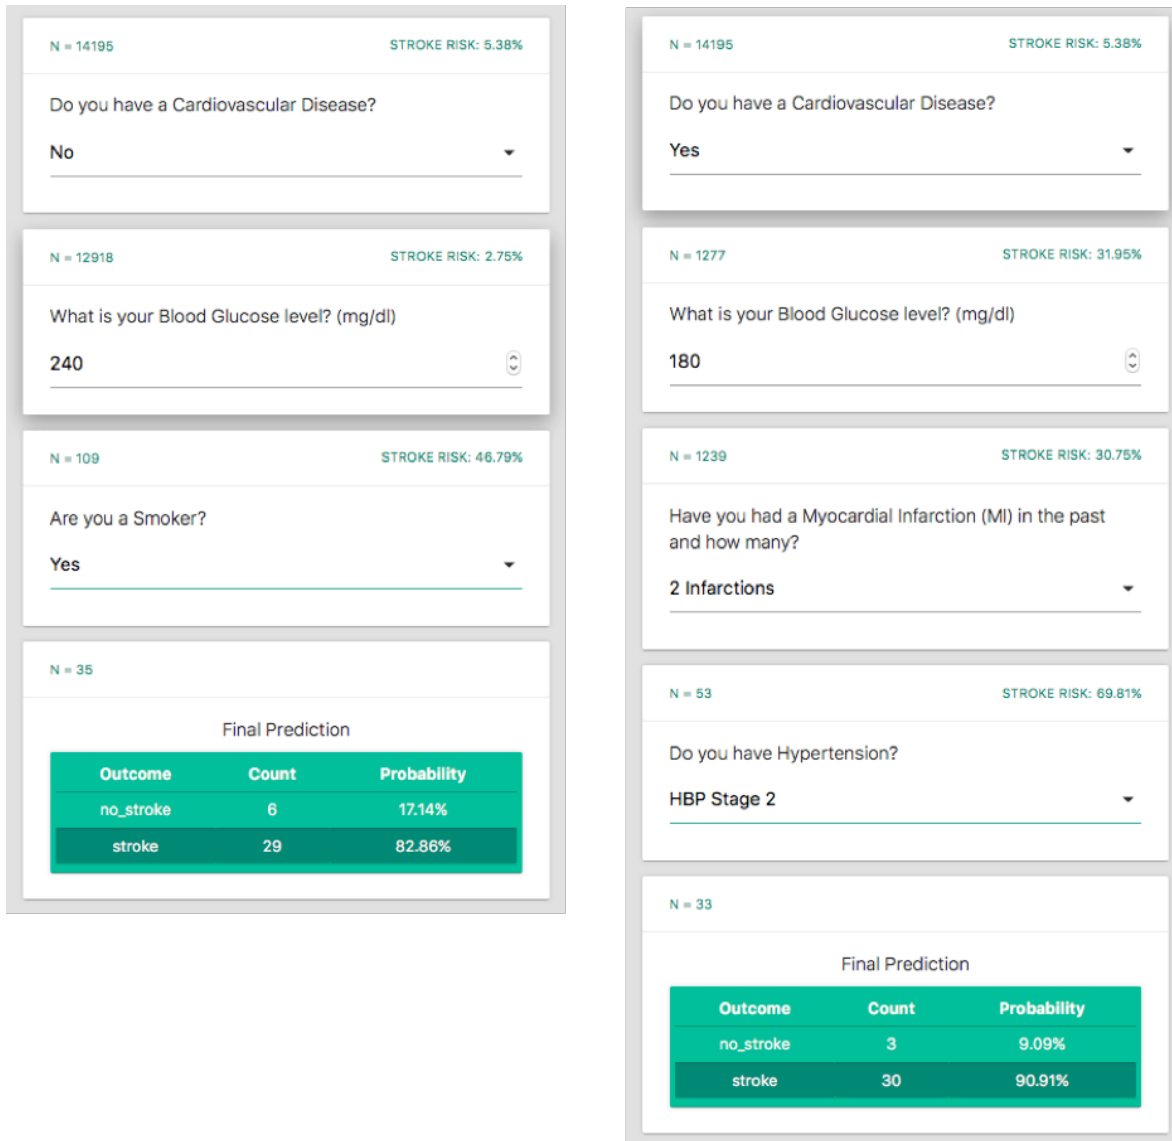 N = 14195 STROKE RISK: 5.38%
Do you have a Cardiovascular Disease?
No
N = 12918 STROKE RISK: 2.75%
What is your Blood Glucose level? (mg/dl)
240
N = 109 STROKE RISK: 46.79%
Are you a Smoker?
Yes
N = 35
Final Prediction
Outcome Count Probability
no_stroke 6 17.14%
stroke 29 82.86%
N = 14195 STROKE RISK: 5.38%
Do you have a Cardiovascular Disease?
Yes
N = 1277 STROKE RISK: 31.95%
What is your Blood Glucose level? (mg/dl)
180
N = 1239 STROKE RISK: 30.75%
Have you had a Myocardial Infarction (MI) in the past
and how many?
2 Infarctions
N = 53 STROKE RISK: 69.81%
Do you have Hypertension?
HBP Stage 2
N = 33
Final Prediction
Outcome Count Probability
no_stroke 3 9.09%
stroke 30 90.91%